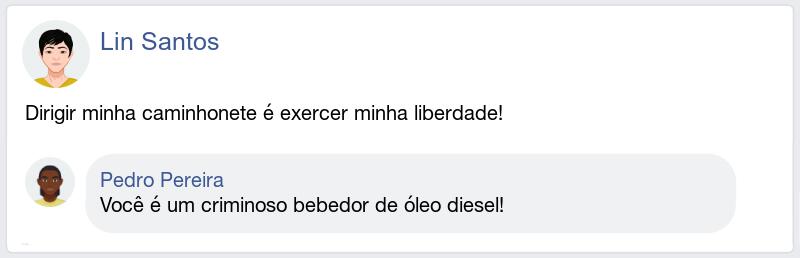 Lin Santos
Dirigir minha caminhonete é exercer minha liberdade!
Pedro Pereira
Você é um criminoso bebedor de óleo diesel!